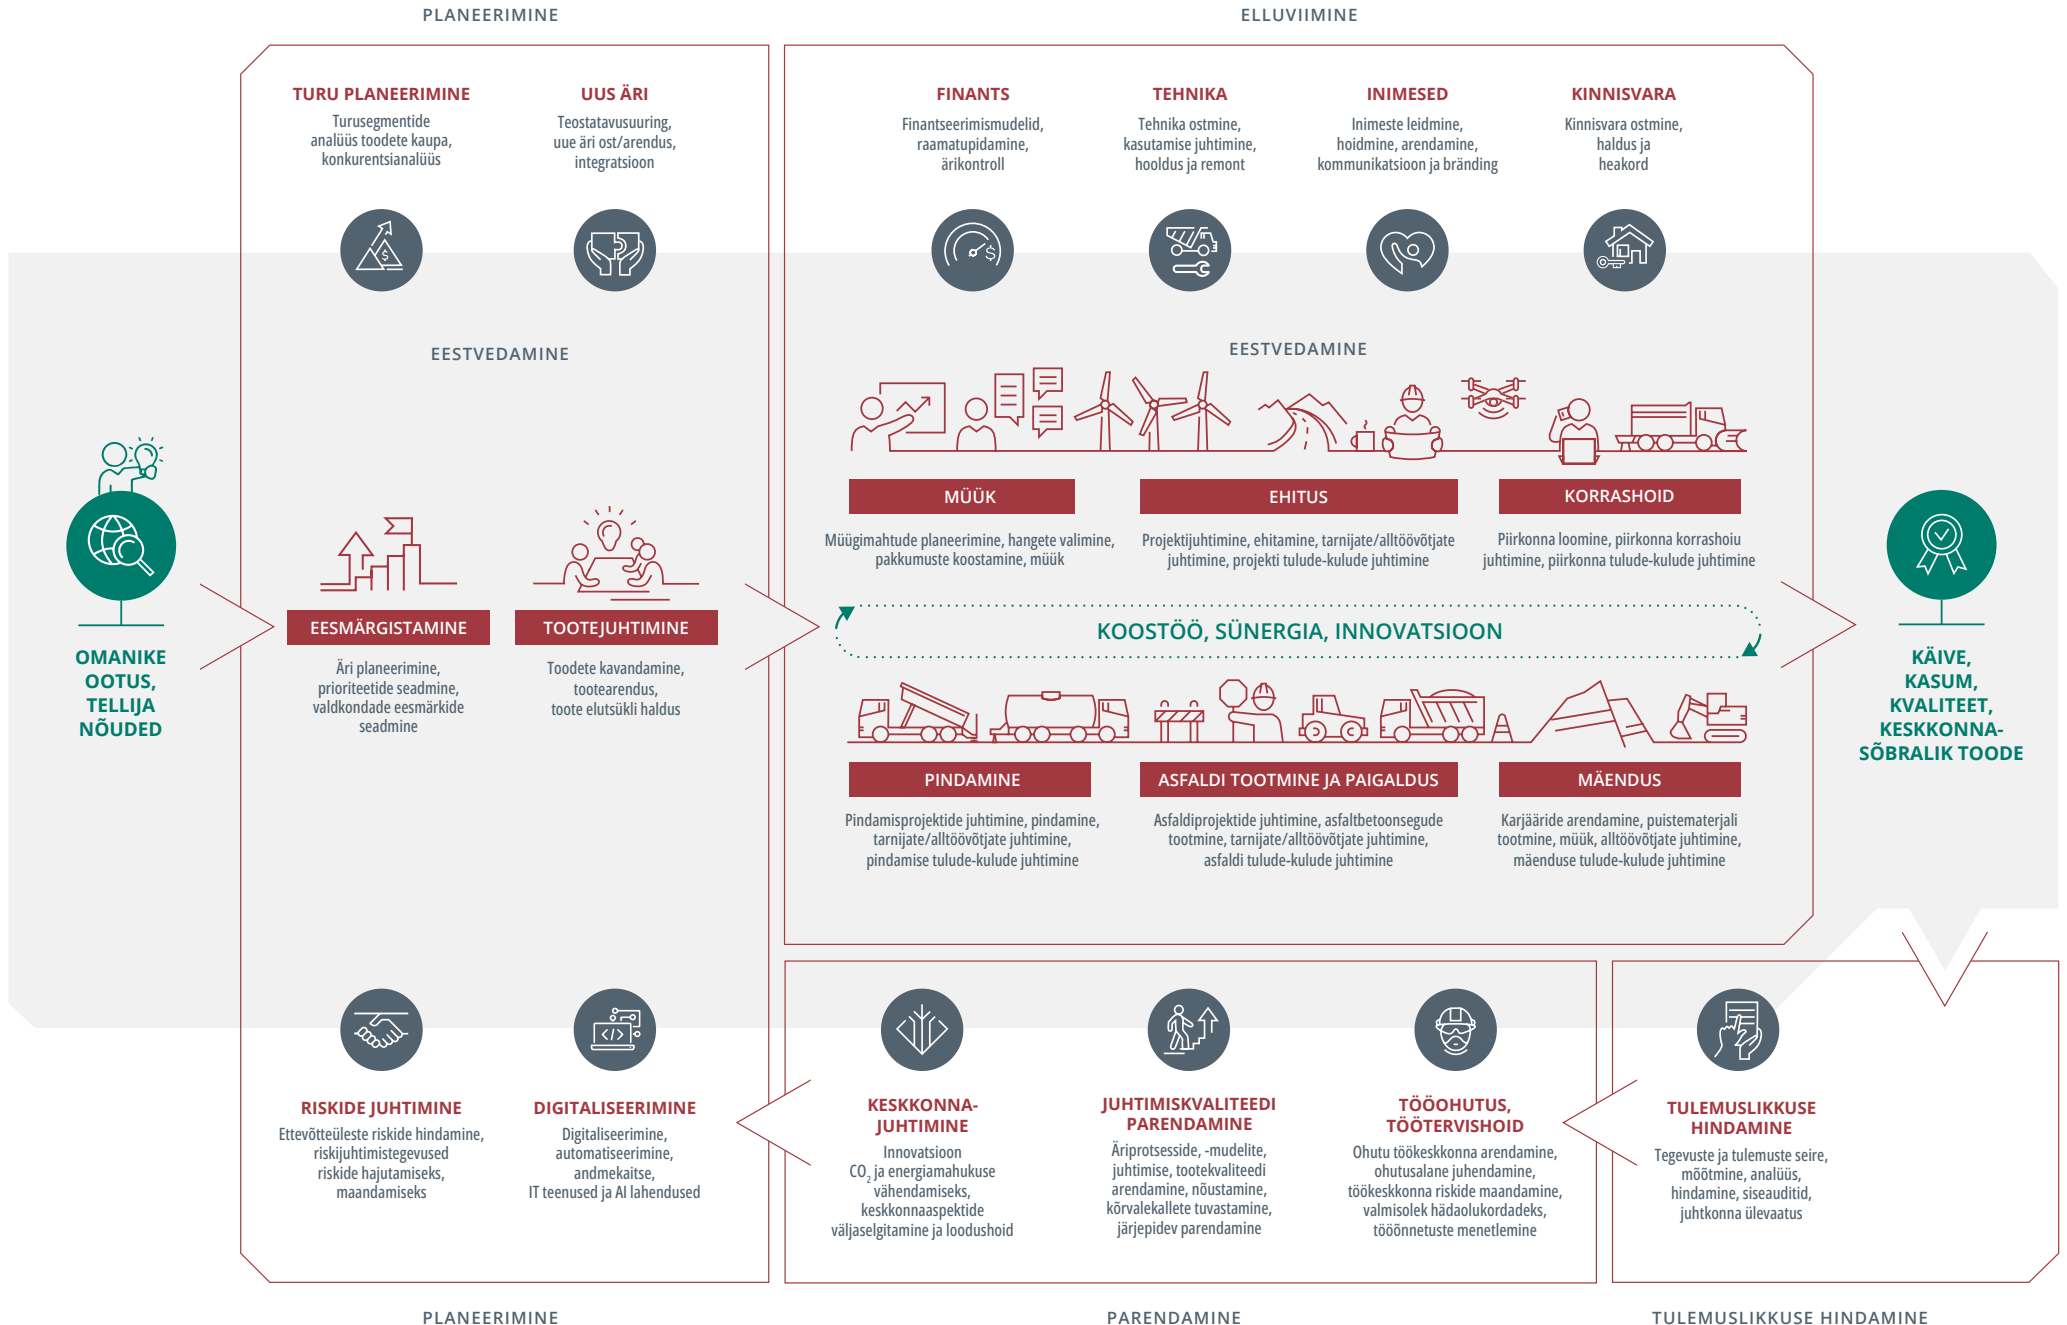 PLANEERIMINE
ELLUVIIMINE
TURU PLANEERIMINE
Turusegmentide
analüüs toodete kaupa,
konkurentsianalüüs
UUS ÄRI
Teostatavusuuring,
uue äri ost/arendus,
integratsioon
FINANTS
Finantseerimismudelid,
raamatupidamine,
ärikontroll
TEHNIKA
Tehnika ostmine,
kasutamise juhtimine,
hooldus ja remont
INIMESED
Inimeste leidmine,
hoidmine, arendamine,
kommunikatsioon ja bränding
KINNISVARA
Kinnisvara ostmine,
haldus ja
heakord
$
$
EESTVEDAMINE
EESTVEDAMINE
OMANIKE
OOTUS,
TELLIJA
NÕUDED
EESMÄRGISTAMINE
Äri planeerimine,
prioriteetide seadmine,
valdkondade eesmärkide
seadmine
TOOTEJUHTIMINE
Toodete kavandamine,
tootearendus,
toote elutsükli haldus
MÜÜK
Müügimahtude planeerimine, hangete valimine,
pakkumuste koostamine, müük
EHITUS
Projektijuhtimine, ehitamine, tarnijate/alltöövõtjate
juhtimine, projekti tulude-kulude juhtimine
KORRASHOID
Piirkonna loomine, piirkonna korrashoiu
juhtimine, piirkonna tulude-kulude juhtimine
KOOSTÖÖ, SÜNERGIA, INNOVATSIOON
PINDAMINE
Pindamisprojektide juhtimine, pindamine,
tarnijate/alltöövõtjate juhtimine,
pindamise tulude-kulude juhtimine
ASFALDI TOOTMINE JA PAIGALDUS
Asfaldiprojektide juhtimine, asfaltbetoonsegude
tootmine, tarnijate/alltöövõtjate juhtimine,
asfaldi tulude-kulude juhtimine
MÄENDUS
Karjääride arendamine, puistematerjali
tootmine, müük, alltöövõtjate juhtimine,
mäenduse tulude-kulude juhtimine
KÄIVE,
KASUM,
KVALITEET,
KESKKONNA-
SÕBRALIK TOODE
</>
RISKIDE JUHTIMINE
Ettevõtteüleste riskide hindamine,
riskijuhtimistegevused
riskide hajutamiseks,
maandamiseks
DIGITALISEERIMINE
Digitaliseerimine,
automatiseerimine,
andmekaitse,
IT teenused ja AI lahendused
KESKKONNA-
JUHTIMINE
Innovatsioon
CO₂ ja energiamahukuse
vähendamiseks,
keskkonnaaspektide
väljaselgitamine ja loodushoid
JUHTIMISKVALITEEDI
PARENDAMINE
Äriprotsesside, -mudelite,
juhtimise, tootekvaliteedi
arendamine, nõustamine,
kõrvalekallete tuvastamine,
järjepidev parendamine
TÖÖOHUTUS,
TÖÖTERVISHOID
Ohutu töökeskkonna arendamine,
ohutusalane juhendamine,
töökeskkonna riskide maandamine,
valmisolek hädaolukordadeks,
tööõnnetuste menetlemine
TULEMUSLIKKUSE
HINDAMINE
Tegevuste ja tulemuste seire,
mõõtmine, analüüs,
hindamine, siseauditid,
juhtkonna ülevaatus
PLANEERIMINE
PARENDAMINE
TULEMUSLIKKUSE HINDAMINE